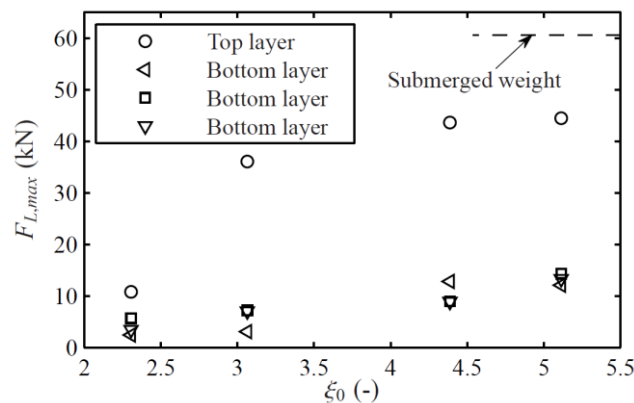 60
50
40
30
20
10
0
F_{L,max} (kN)
Top layer
Bottom layer
Bottom layer
Bottom layer
Submerged weight
2 2.5 3 3.5 4 4.5 5 5.5
ξ_0 (-)